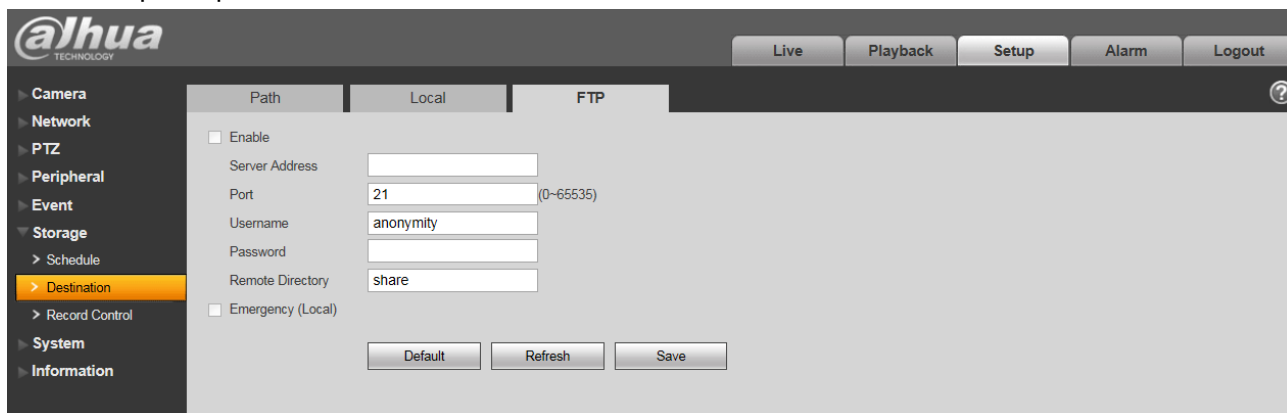 alhua
TECHNOLOGY
Live Playback Setup Alarm Logout
Camera
Network
PTZ
Peripheral
Event
Storage
> Schedule
> Destination
> Record Control
System
Information
Path Local FTP
?
Enable
Server Address
Port 21 (0~65535)
Username anonymity
Password
Remote Directory share
Emergency (Local)
Default Refresh Save